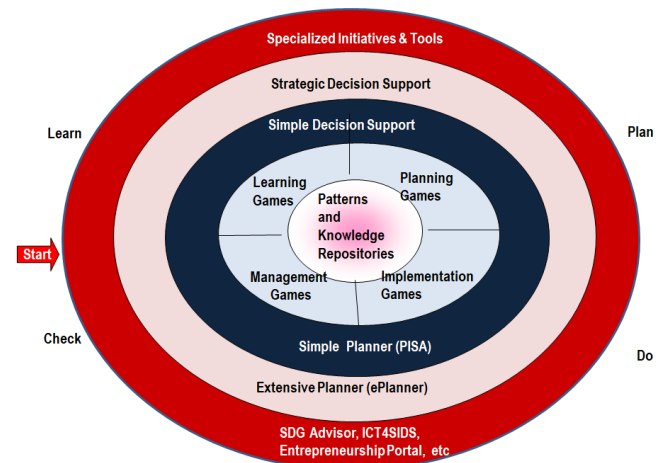 Specialized Initiatives & Tools
Strategic Decision Support
Simple Decision Support
Learn
Plan
Learning
Games
Planning
Games
Patterns
and
Knowledge
Repositories
Start
Management
Games
Implementation
Games
Check
Simple Planner (PISA)
Do
Extensive Planner (ePlanner)
SDG Advisor, ICT4SIDS,
Entrepreneurship Portal, etc